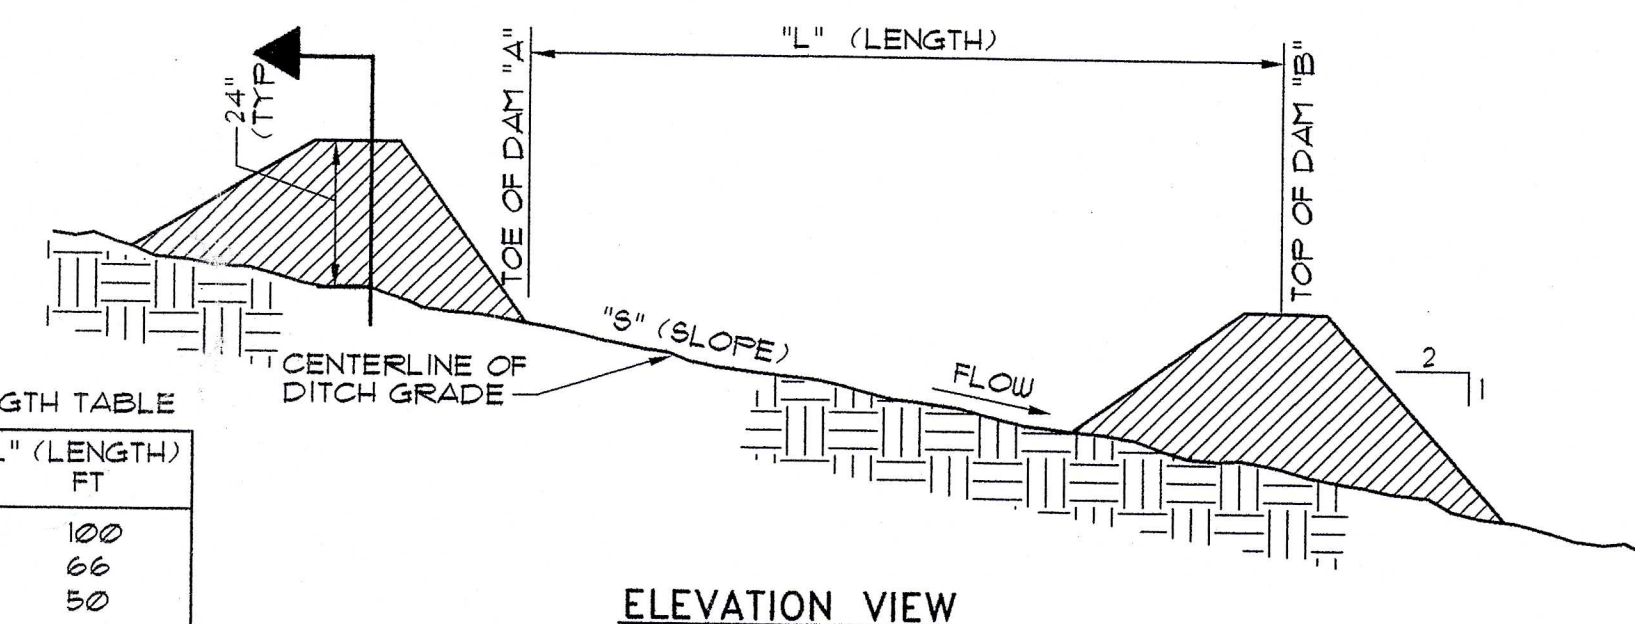 "L" (LENGTH)
24"
(TYP
TOE OF DAM "A"
TOP OF DAM "B"
"S" (SLOPE)
CENTERLINE OF
DITCH GRADE
FLOW
2
1
GTH TABLE
L" (LENGTH)
FT
100
66
50
ELEVATION VIEW